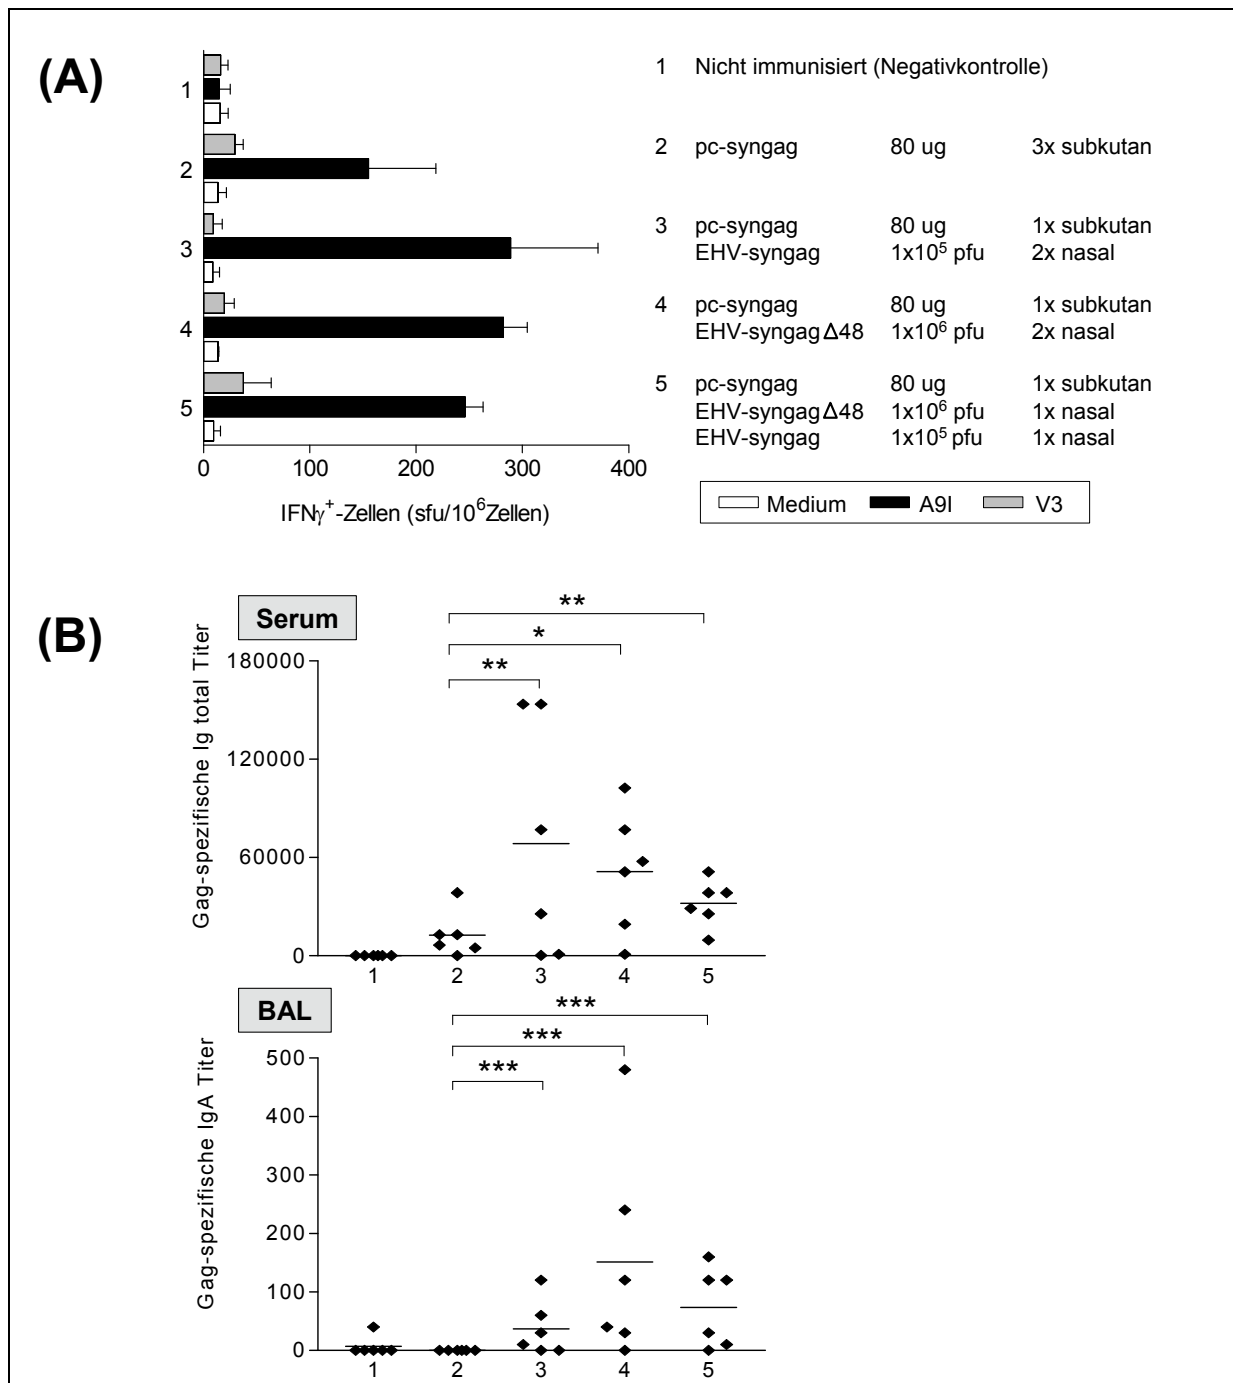 (A)
1
2
3
4
5
0 100 200 300 400
IFNγ⁺-Zellen (sfu/10⁶Zellen)
1 Nicht immunisiert (Negativkontrolle)
2 pc-syngag 80 ug 3x subkutan
3 pc-syngag 80 ug 1x subkutan
EHV-syngag 1x10⁵ pfu 2x nasal
4 pc-syngag 80 ug 1x subkutan
EHV-syngagΔ48 1x10⁶ pfu 2x nasal
5 pc-syngag 80 ug 1x subkutan
EHV-syngagΔ48 1x10⁶ pfu 1x nasal
EHV-syngag 1x10⁵ pfu 1x nasal
Medium A9I V3
(B)
Serum
Gag-spezifische Ig total Titer
**
*
**
180000
120000
60000
0
1 2 3 4 5
BAL
Gag-spezifische IgA Titer
***
***
***
500
400
300
200
100
0
1 2 3 4 5